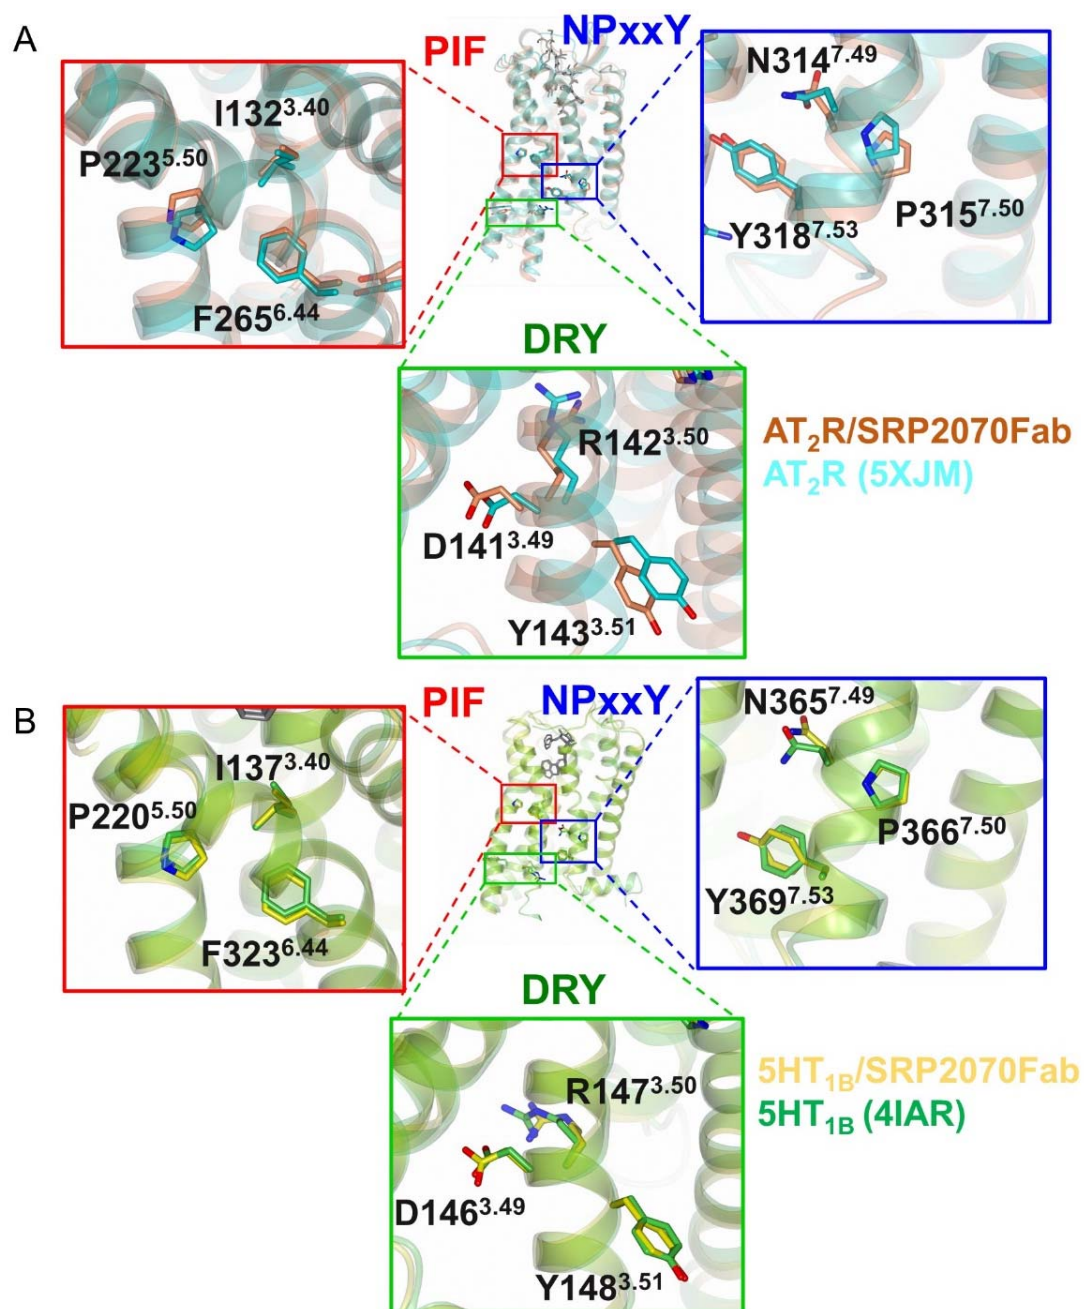 A
PIF
NPxxY
I132^3.40
P223^5.50
F265^6.44
N314^7.49
P315^7.50
Y318^7.53
DRY
R142^3.50
D141^3.49
Y143^3.51
AT₂R/SRP2070Fab
AT₂R (5XJM)
B
PIF
NPxxY
I137^3.40
P220^5.50
F323^6.44
N365^7.49
P366^7.50
Y369^7.53
DRY
R147^3.50
D146^3.49
Y148^3.51
5HT₁B/SRP2070Fab
5HT₁B (4IAR)